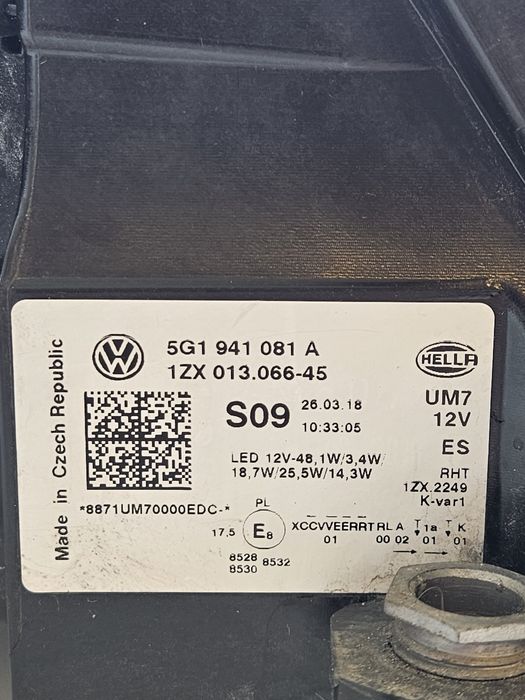 Made in Czech Republic
5G1 941 081 A
1ZX 013.066-45
HELLA
S09
26.03.18
10:33:05
UM7
12V
ES
LED 12V-48,1W/3,4W/
18,7W/25,5W/14,3W
RHT
1ZX.2249
K-var1
*8871UM70000EDC-*
17,5
PL
E8
XCCVVEERRT RL A 1a K
01 00 02 01 01
8528
8530
8532